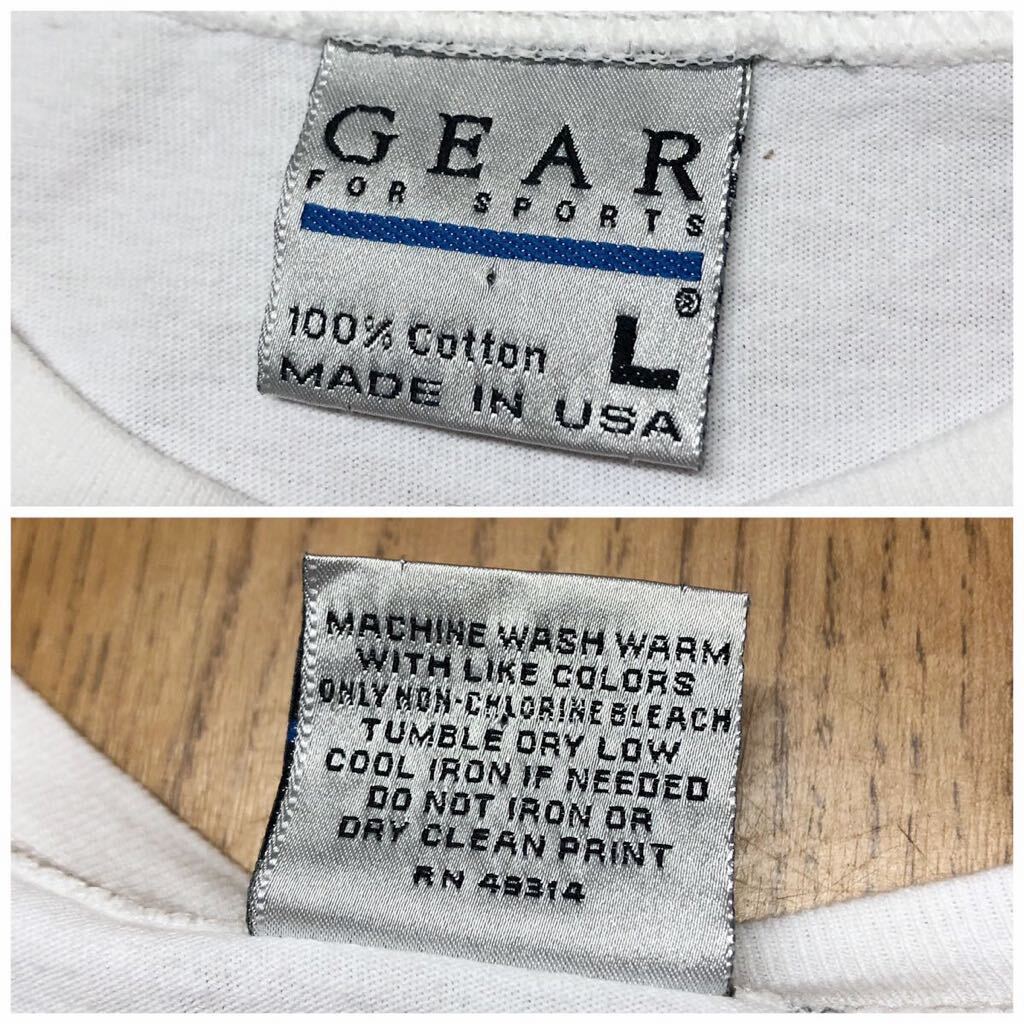 GEAR
FOR SPORTS
®
100% Cotton L
MADE IN USA
MACHINE WASH WARM
WITH LIKE COLORS
ONLY NON-CHLORINE BLEACH
TUMBLE DRY LOW
COOL IRON IF NEEDED
DO NOT IRON OR
DRY CLEAN PRINT
RN 46314